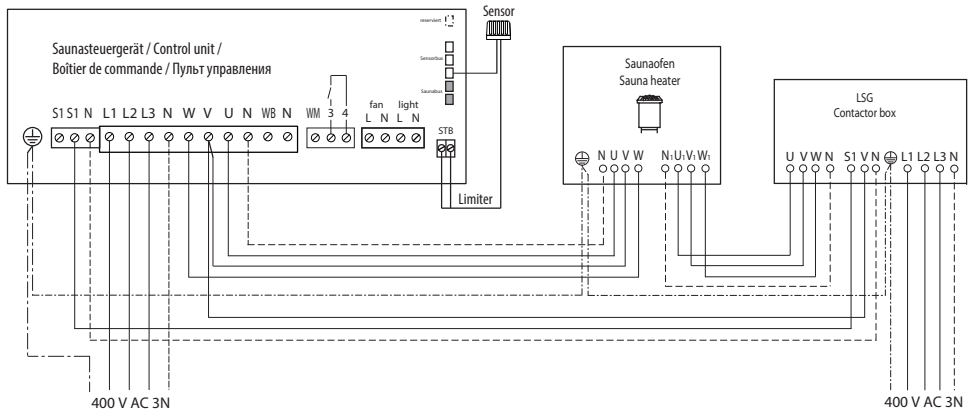 reserviert
Sensor
Saunasteuergerät / Control unit /
Boîtier de commande / Пульт управления
Sensorbus
Saunabus
Saunaofen
Sauna heater
LSG
Contactor box
S1 S1 N L1 L2 L3 N W V U N WB N WM 3 4
fan light
L N L N
STB
Limiter
N U V W N1 U1 V1 W1
U V W N S1 V N L1 L2 L3 N
400 V AC 3N
400 V AC 3N